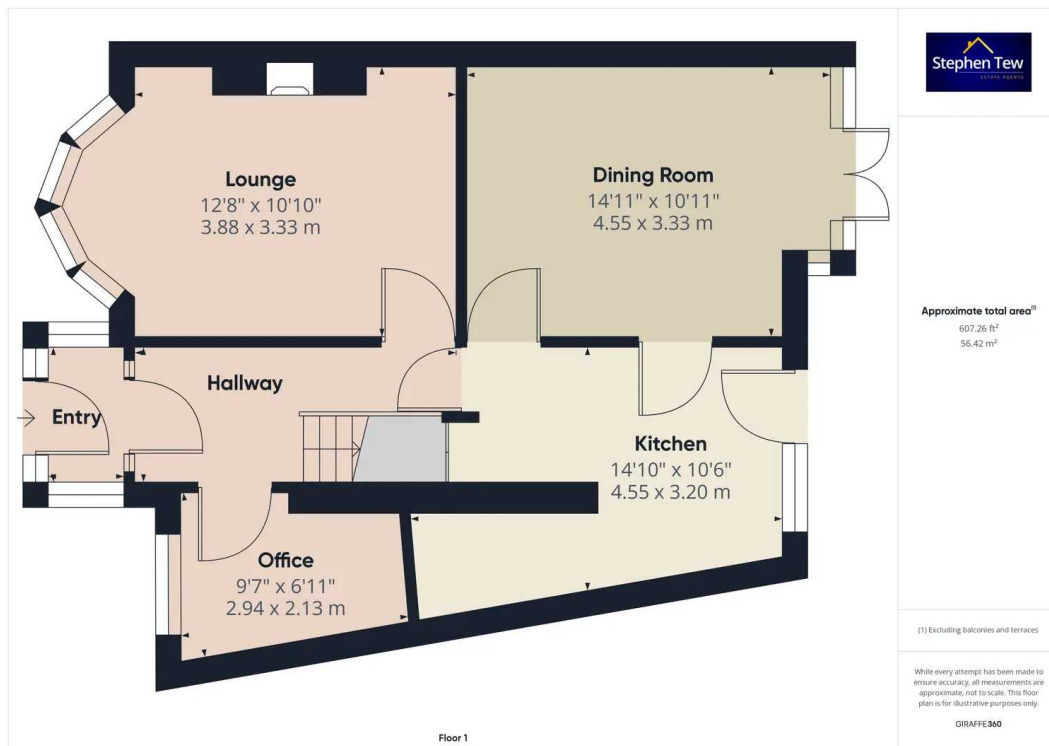 Lounge
12'8" x 10'10"
3.88 x 3.33 m
Dining Room
14'11" x 10'11"
4.55 x 3.33 m
Hallway
Entry
Kitchen
14'10" x 10'6"
4.55 x 3.20 m
Office
9'7" x 6'11"
2.94 x 2.13 m
Floor 1
Stephen Tew
ESTATE AGENTS
Approximate total area(1)
607.26 ft²
56.42 m²
(1) Excluding balconies and terraces
While every attempt has been made to
ensure accuracy, all measurements are
approximate, not to scale. This floor
plan is for illustrative purposes only.
GIRAFFE360